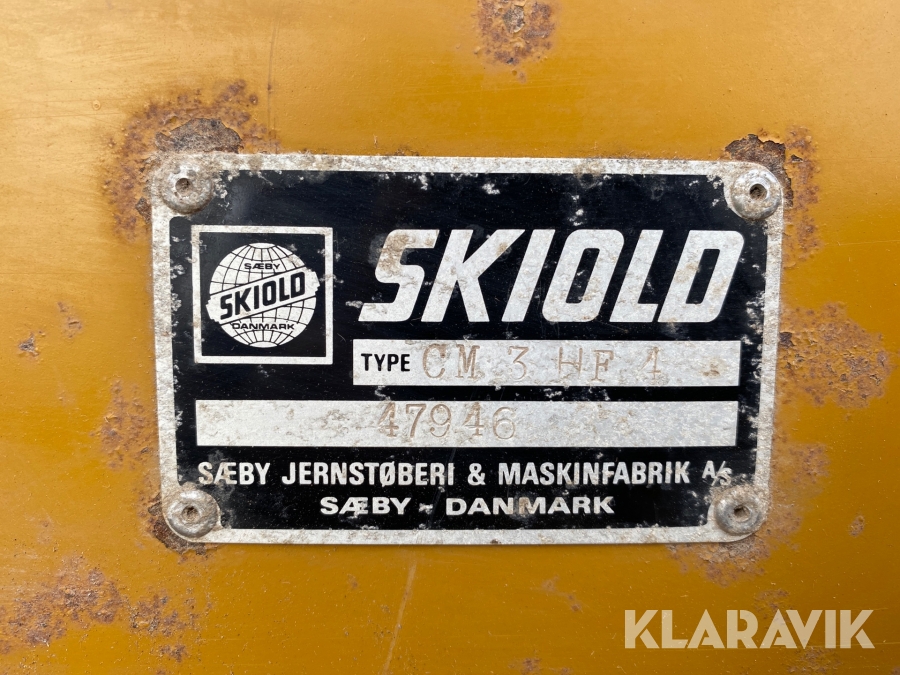 SÆBY
SKIOLD
DANMARK
SKIOLD
TYPE CM 3 HF 4
47946
SÆBY JERNSTØBERI & MASKINFABRIK A/S
SÆBY - DANMARK
KLARAVIK